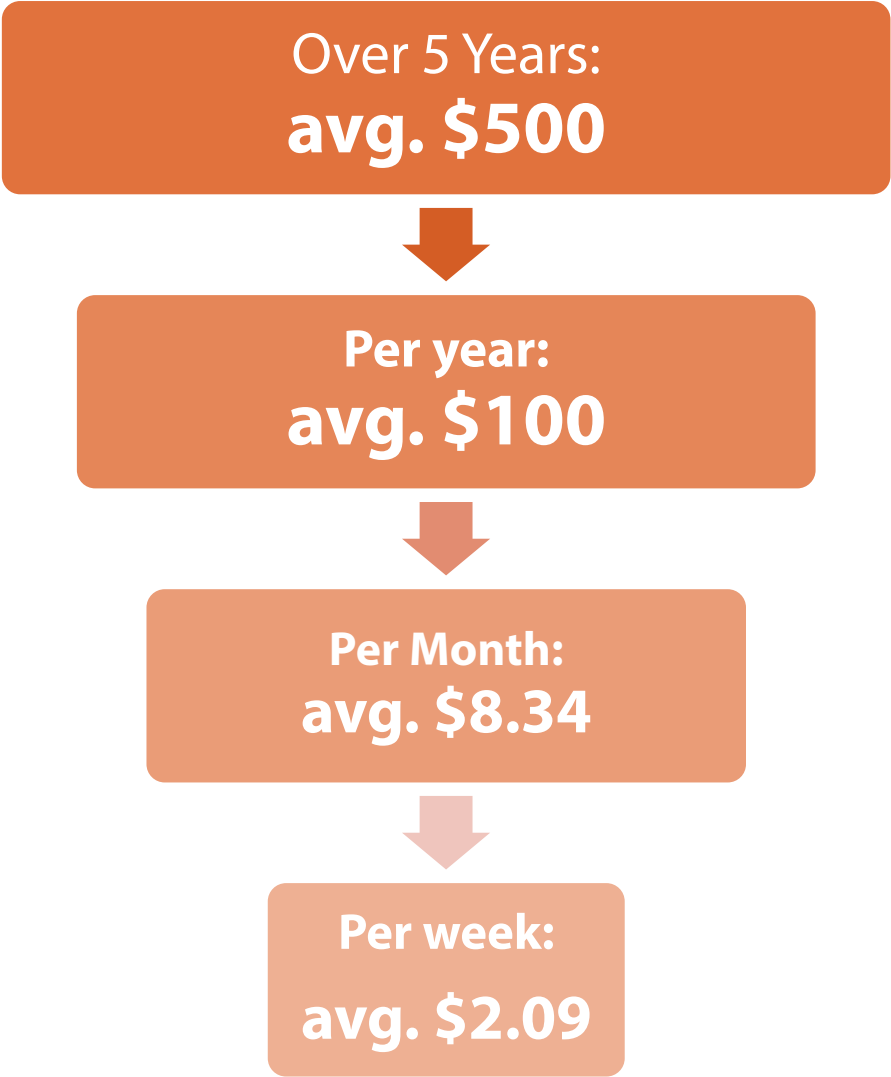 Over 5 Years:
avg. $500
Per year:
avg. $100
Per Month:
avg. $8.34
Per week:
avg. $2.09